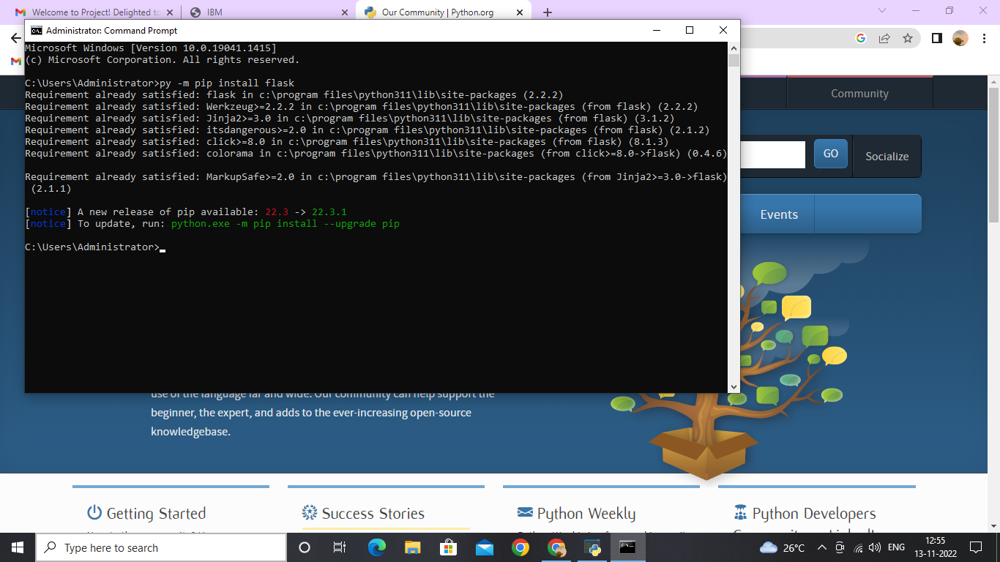 Welcome to Project! Delighted to
IBM
Our Community | Python.org
Administrator: Command Prompt
Microsoft Windows [Version 10.0.19041.1415]
(c) Microsoft Corporation. All rights reserved.
C:\Users\Administrator>py -m pip install flask
Requirement already satisfied: flask in c:\program files\python311\lib\site-packages (2.2.2)
Requirement already satisfied: Werkzeug>=2.2.2 in c:\program files\python311\lib\site-packages (from flask) (2.2.2)
Requirement already satisfied: Jinja2>=3.0 in c:\program files\python311\lib\site-packages (from flask) (3.1.2)
Requirement already satisfied: itsdangerous>=2.0 in c:\program files\python311\lib\site-packages (from flask) (2.1.2)
Requirement already satisfied: click>=8.0 in c:\program files\python311\lib\site-packages (from flask) (8.1.3)
Requirement already satisfied: colorama in c:\program files\python311\lib\site-packages (from click>=8.0->flask) (0.4.6)
Requirement already satisfied: MarkupSafe>=2.0 in c:\program files\python311\lib\site-packages (from Jinja2>=3.0->flask)
(2.1.1)
[notice] A new release of pip available: 22.3 -> 22.3.1
[notice] To update, run: python.exe -m pip install --upgrade pip
C:\Users\Administrator>
Community
GO
Socialize
Events
use of the language far and wide. Our community can help support the
beginner, the expert, and adds to the ever-increasing open-source
knowledgebase.
Getting Started
Success Stories
Python Weekly
Python Developers
Type here to search
26°C
ENG
12:55
13-11-2022